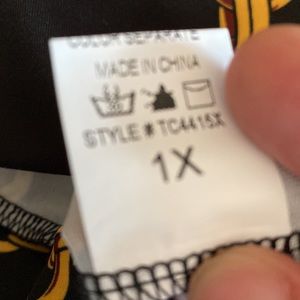 COLOR SEPARATE
MADE IN CHINA
STYLE # TC4415X
1X